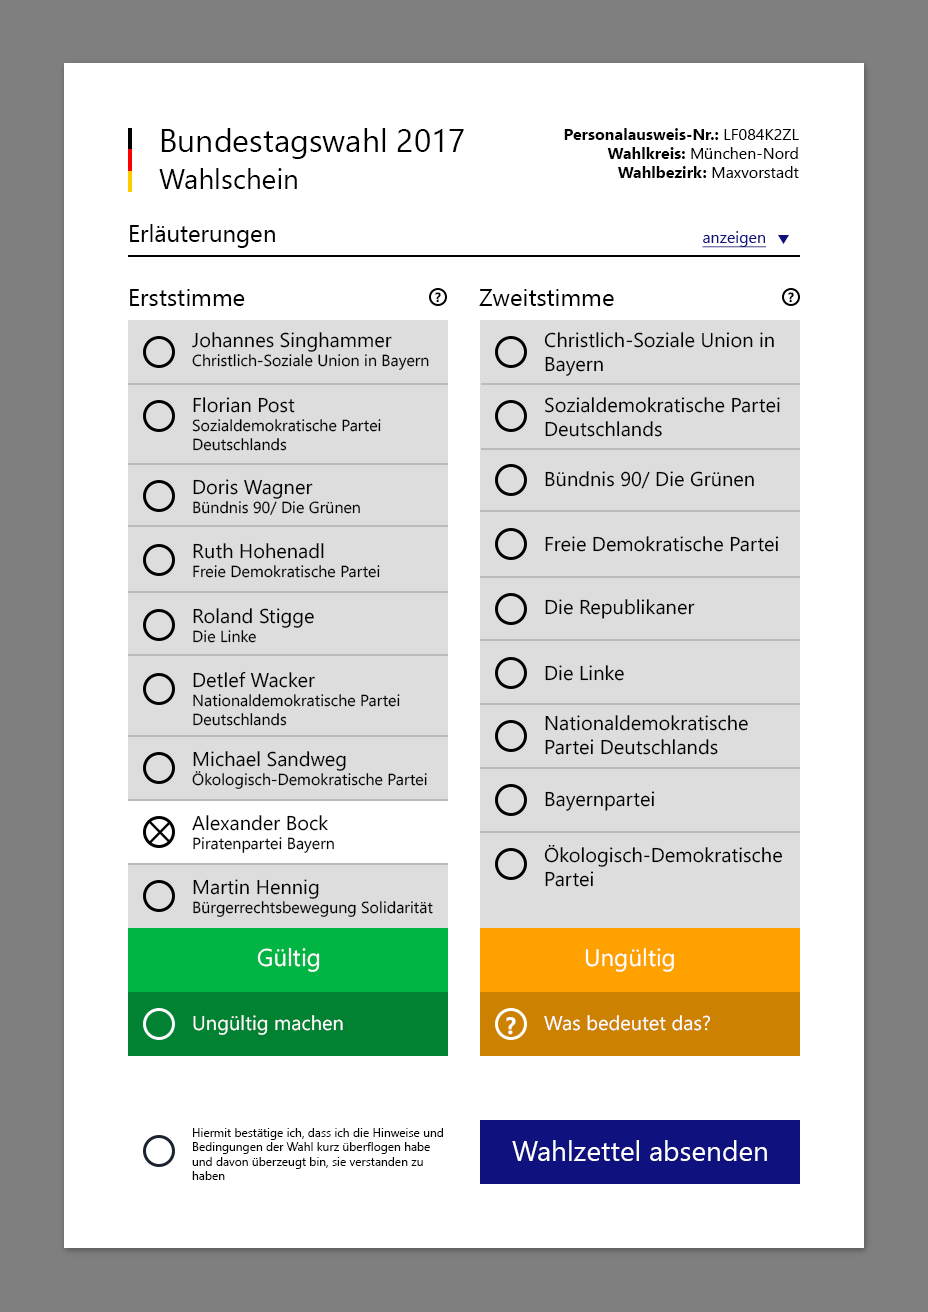 Bundestagswahl 2017
Wahlschein
Personalausweis-Nr.: LF084K2ZL
Wahlkreis: München-Nord
Wahlbezirk: Maxvorstadt
Erläuterungen
anzeigen
Erststimme
?
Johannes Singhammer
Christlich-Soziale Union in Bayern
Florian Post
Sozialdemokratische Partei
Deutschlands
Doris Wagner
Bündnis 90/ Die Grünen
Ruth Hohenadl
Freie Demokratische Partei
Roland Stigge
Die Linke
Detlef Wacker
Nationaldemokratische Partei
Deutschlands
Michael Sandweg
Ökologisch-Demokratische Partei
Alexander Bock
Piratenpartei Bayern
Martin Hennig
Bürgerrechtsbewegung Solidarität
Gültig
Ungültig machen
Zweitstimme
?
Christlich-Soziale Union in
Bayern
Sozialdemokratische Partei
Deutschlands
Bündnis 90/ Die Grünen
Freie Demokratische Partei
Die Republikaner
Die Linke
Nationaldemokratische
Partei Deutschlands
Bayernpartei
Ökologisch-Demokratische
Partei
Ungültig
?
Was bedeutet das?
Hiermit bestätige ich, dass ich die Hinweise und
Bedingungen der Wahl kurz überflogen habe
und davon überzeugt bin, sie verstanden zu
haben
Wahlzettel absenden